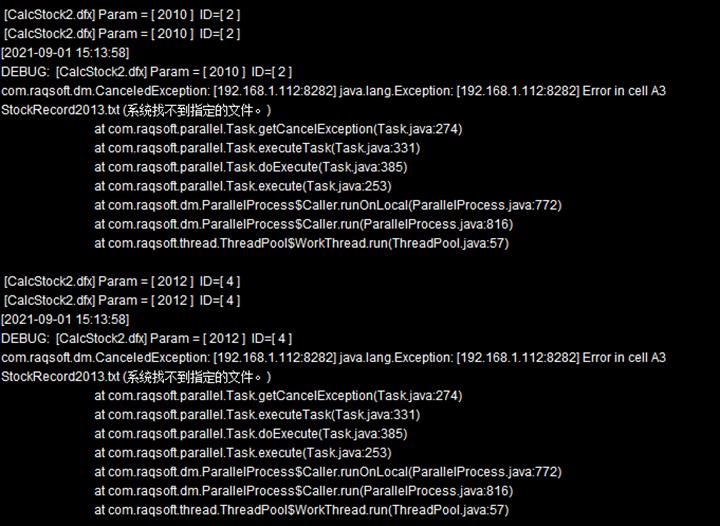 [CalcStock2.dfx] Param = [ 2010 ]  ID=[ 2 ]
[CalcStock2.dfx] Param = [ 2010 ]  ID=[ 2 ]
[2021-09-01 15:13:58]
DEBUG:  [CalcStock2.dfx] Param = [ 2010 ]  ID=[ 2 ]
com.raqsoft.dm.CanceledException: [192.168.1.112:8282] java.lang.Exception: [192.168.1.112:8282] Error in cell A3
StockRecord2013.txt (系統找不到指定的文件。)
at com.raqsoft.parallel.Task.getCancelException(Task.java:274)
at com.raqsoft.parallel.Task.executeTask(Task.java:331)
at com.raqsoft.parallel.Task.doExecute(Task.java:385)
at com.raqsoft.parallel.Task.execute(Task.java:253)
at com.raqsoft.dm.ParallelProcess$Caller.runOnLocal(ParallelProcess.java:772)
at com.raqsoft.dm.ParallelProcess$Caller.run(ParallelProcess.java:816)
at com.raqsoft.thread.ThreadPool$WorkThread.run(ThreadPool.java:57)
[CalcStock2.dfx] Param = [ 2012 ]  ID=[ 4 ]
[CalcStock2.dfx] Param = [ 2012 ]  ID=[ 4 ]
[2021-09-01 15:13:58]
DEBUG:  [CalcStock2.dfx] Param = [ 2012 ]  ID=[ 4 ]
com.raqsoft.dm.CanceledException: [192.168.1.112:8282] java.lang.Exception: [192.168.1.112:8282] Error in cell A3
StockRecord2013.txt (系統找不到指定的文件。)
at com.raqsoft.parallel.Task.getCancelException(Task.java:274)
at com.raqsoft.parallel.Task.executeTask(Task.java:331)
at com.raqsoft.parallel.Task.doExecute(Task.java:385)
at com.raqsoft.parallel.Task.execute(Task.java:253)
at com.raqsoft.dm.ParallelProcess$Caller.runOnLocal(ParallelProcess.java:772)
at com.raqsoft.dm.ParallelProcess$Caller.run(ParallelProcess.java:816)
at com.raqsoft.thread.ThreadPool$WorkThread.run(ThreadPool.java:57)